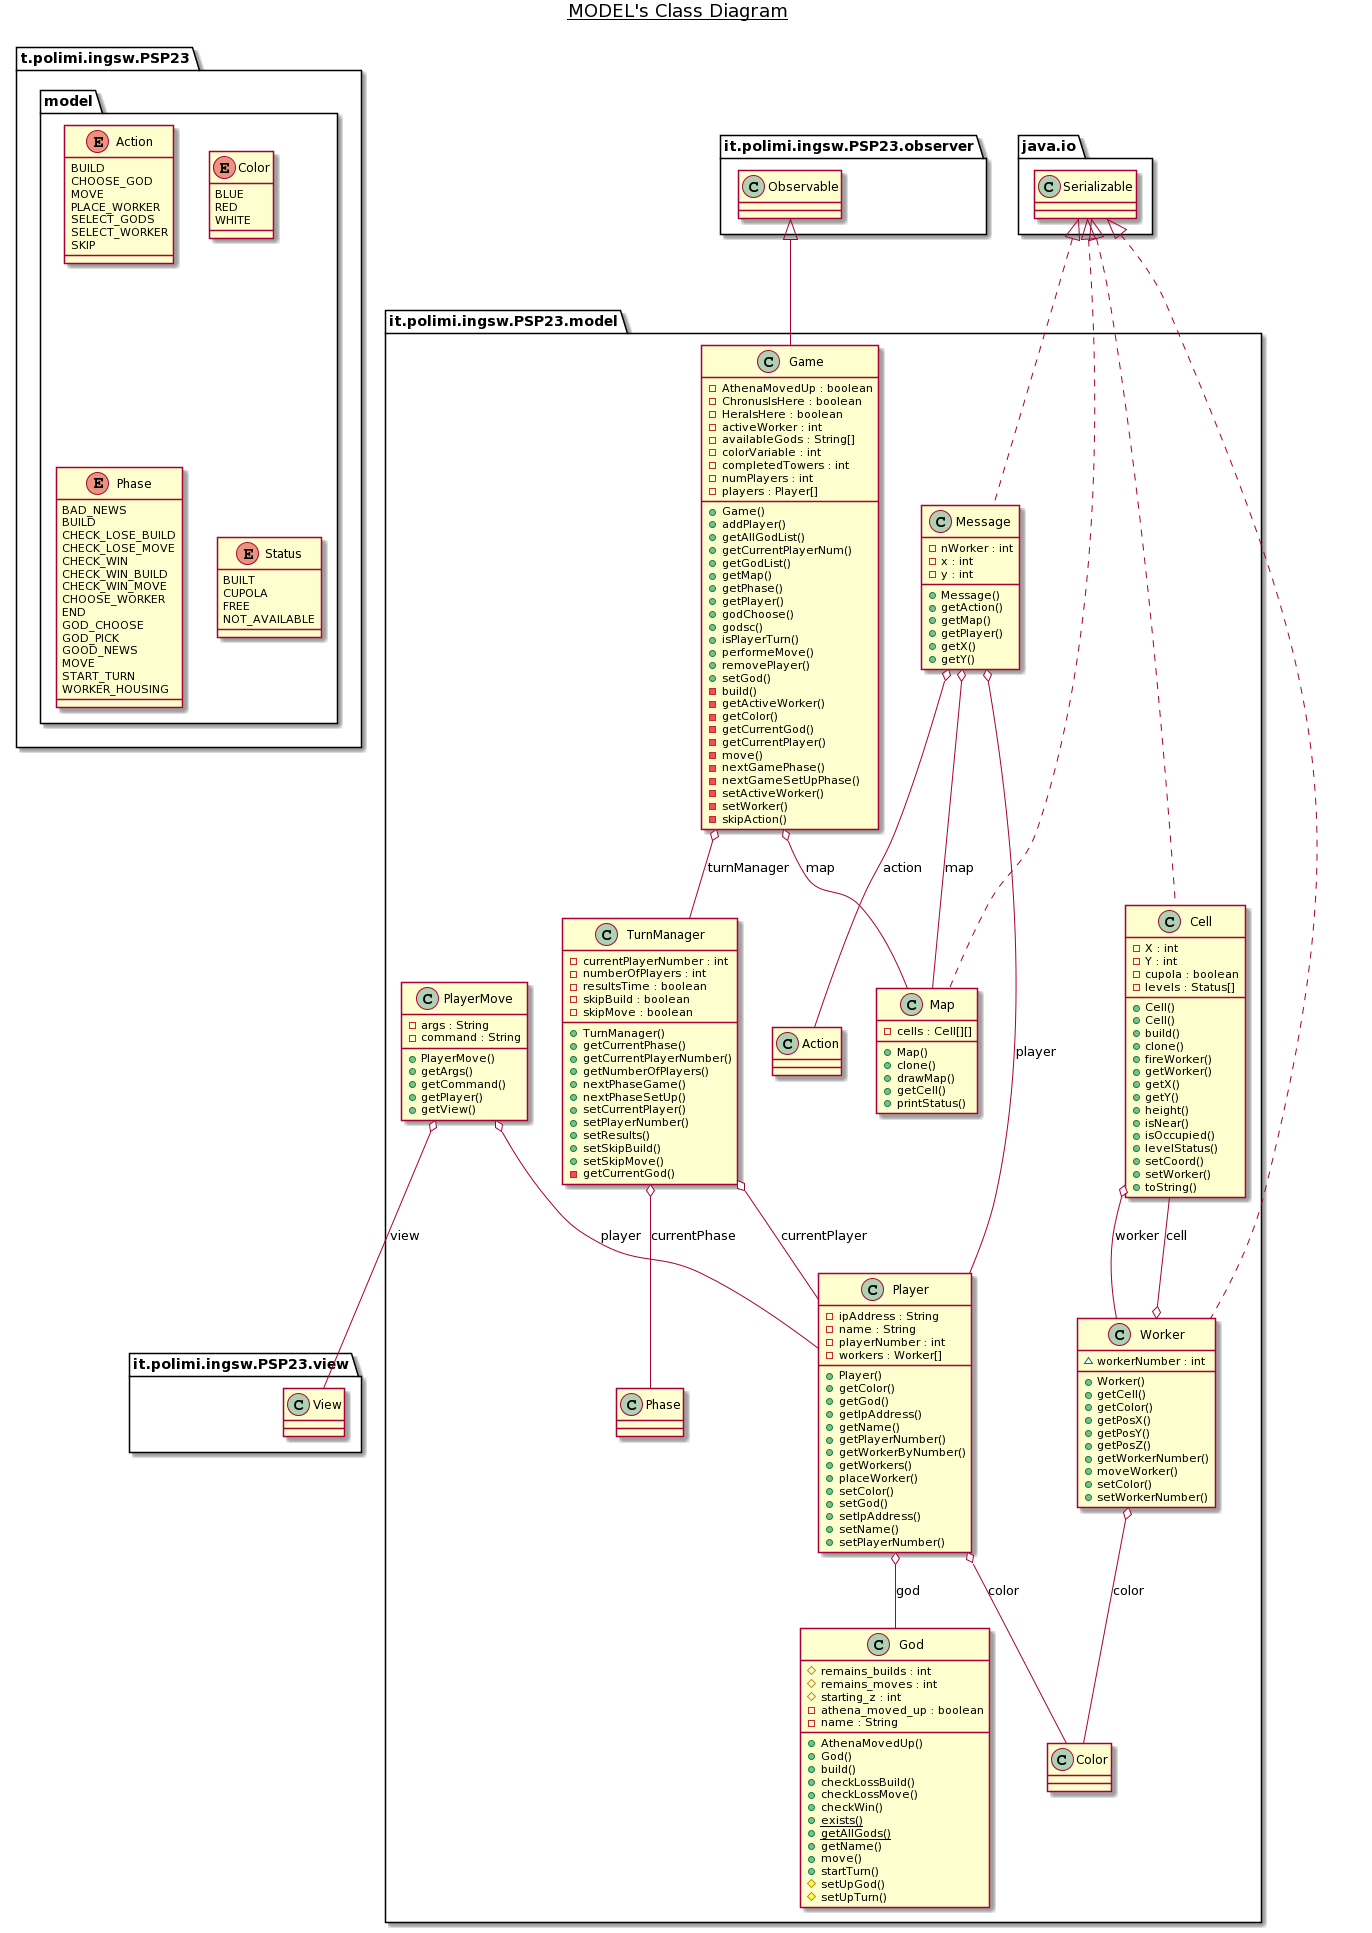 MODEL's Class Diagram
t.polimi.ingsw.PSP23
model
Action
BUILD
CHOOSE_GOD
MOVE
PLACE_WORKER
SELECT_GODS
SELECT_WORKER
SKIP
Color
BLUE
RED
WHITE
Phase
BAD_NEWS
BUILD
CHECK_LOSE_BUILD
CHECK_LOSE_MOVE
CHECK_WIN
CHECK_WIN_BUILD
CHECK_WIN_MOVE
CHOOSE_WORKER
END
GOD_CHOOSE
GOD_PICK
GOOD_NEWS
MOVE
START_TURN
WORKER_HOUSING
Status
BUILT
CUPOLA
FREE
NOT_AVAILABLE
it.polimi.ingsw.PSP23.observer
Observable
java.io
Serializable
it.polimi.ingsw.PSP23.model
Game
AthenaMovedUp : boolean
ChronusIsHere : boolean
HeraIsHere : boolean
activeWorker : int
availableGods : String[]
colorVariable : int
completedTowers : int
numPlayers : int
players : Player[]
Game()
addPlayer()
getAllGodList()
getCurrentPlayerNum()
getGodList()
getMap()
getPhase()
getPlayer()
godChoose()
godsc()
isPlayerTurn()
performeMove()
removePlayer()
setGod()
build()
getActiveWorker()
getColor()
getCurrentGod()
getCurrentPlayer()
move()
nextGamePhase()
nextGameSetUpPhase()
setActiveWorker()
setWorker()
skipAction()
Message
nWorker : int
x : int
y : int
Message()
getAction()
getMap()
getPlayer()
getX()
getY()
turnManager
map
action
map
TurnManager
currentPlayerNumber : int
numberOfPlayers : int
resultsTime : boolean
skipBuild : boolean
skipMove : boolean
TurnManager()
getCurrentPhase()
getCurrentPlayerNumber()
getNumberOfPlayers()
nextPhaseGame()
nextPhaseSetUp()
setCurrentPlayer()
setPlayerNumber()
setResults()
setSkipBuild()
setSkipMove()
getCurrentGod()
PlayerMove
args : String
command : String
PlayerMove()
getArgs()
getCommand()
getPlayer()
getView()
Action
Map
cells : Cell[][]
Map()
clone()
drawMap()
getCell()
printStatus()
player
Cell
X : int
Y : int
cupola : boolean
levels : Status[]
Cell()
Cell()
build()
clone()
fireWorker()
getWorker()
getX()
getY()
height()
isNear()
isOccupied()
levelStatus()
setCoord()
setWorker()
toString()
view
player
currentPhase
currentPlayer
worker
cell
it.polimi.ingsw.PSP23.view
View
Phase
Player
ipAddress : String
name : String
playerNumber : int
workers : Worker[]
Player()
getColor()
getGod()
getIpAddress()
getName()
getPlayerNumber()
getWorkerByNumber()
getWorkers()
placeWorker()
setColor()
setGod()
setIpAddress()
setName()
setPlayerNumber()
Worker
workerNumber : int
Worker()
getCell()
getColor()
getPosX()
getPosY()
getPosZ()
getWorkerNumber()
moveWorker()
setColor()
setWorkerNumber()
god
color
color
God
remains_builds : int
remains_moves : int
starting_z : int
athena_moved_up : boolean
name : String
AthenaMovedUp()
God()
build()
checkLossBuild()
checkLossMove()
checkWin()
exists()
getAllGods()
getName()
move()
startTurn()
setUpGod()
setUpTurn()
Color